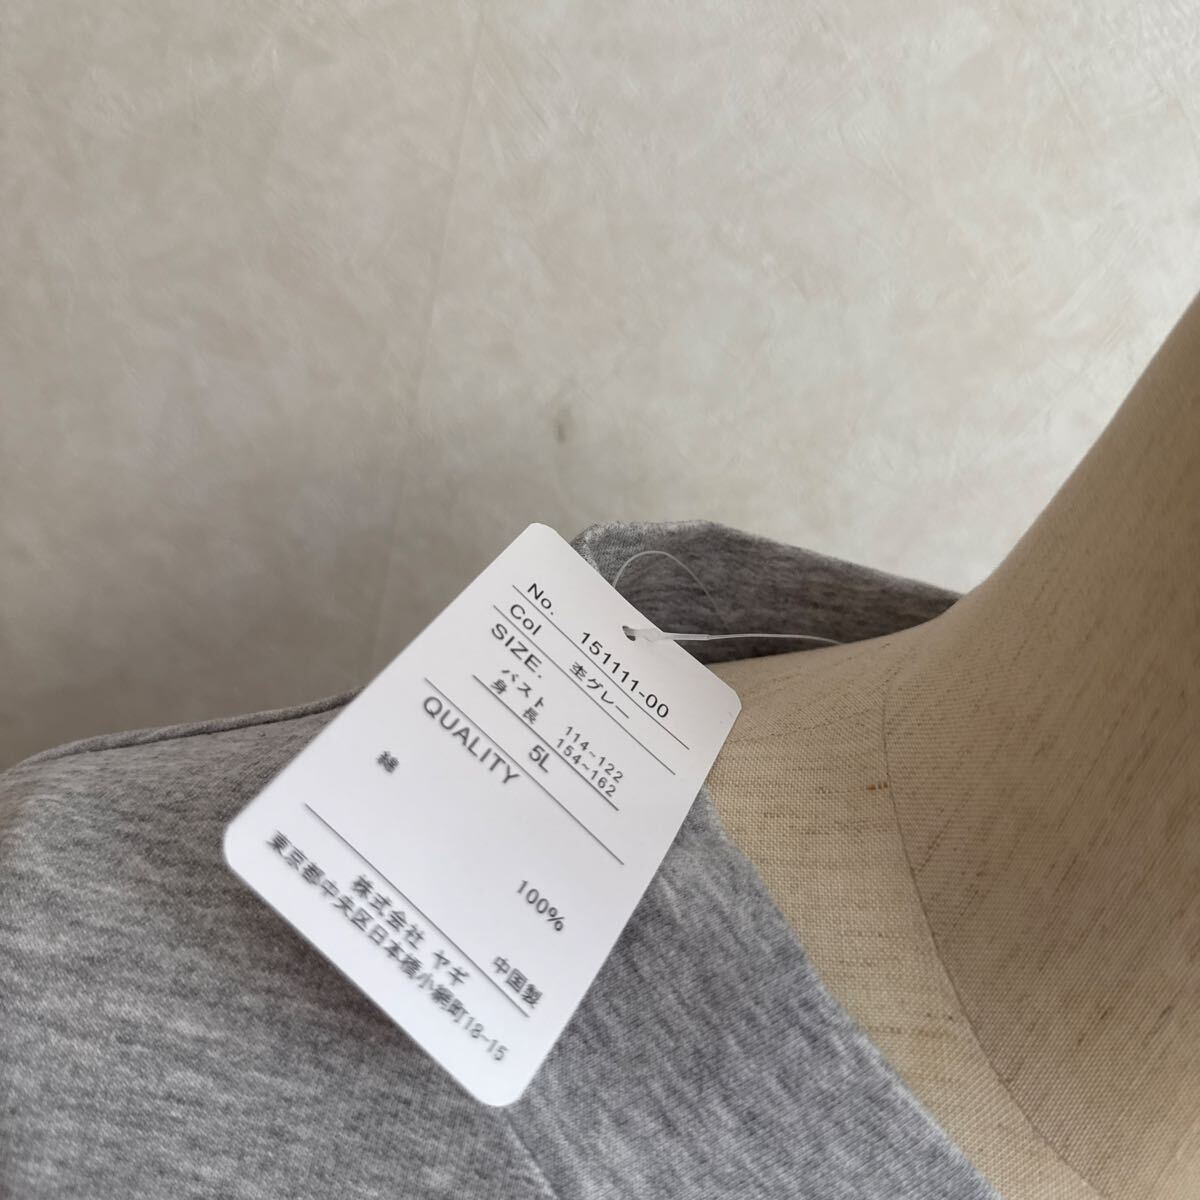 No. 151111-00
Col 杢グレー
SIZE.
バスト 114~122
身長 154~162
5L
QUALITY
綿 100%
中国製
株式会社 ヤギ
東京都中央区日本橋小網町18-15